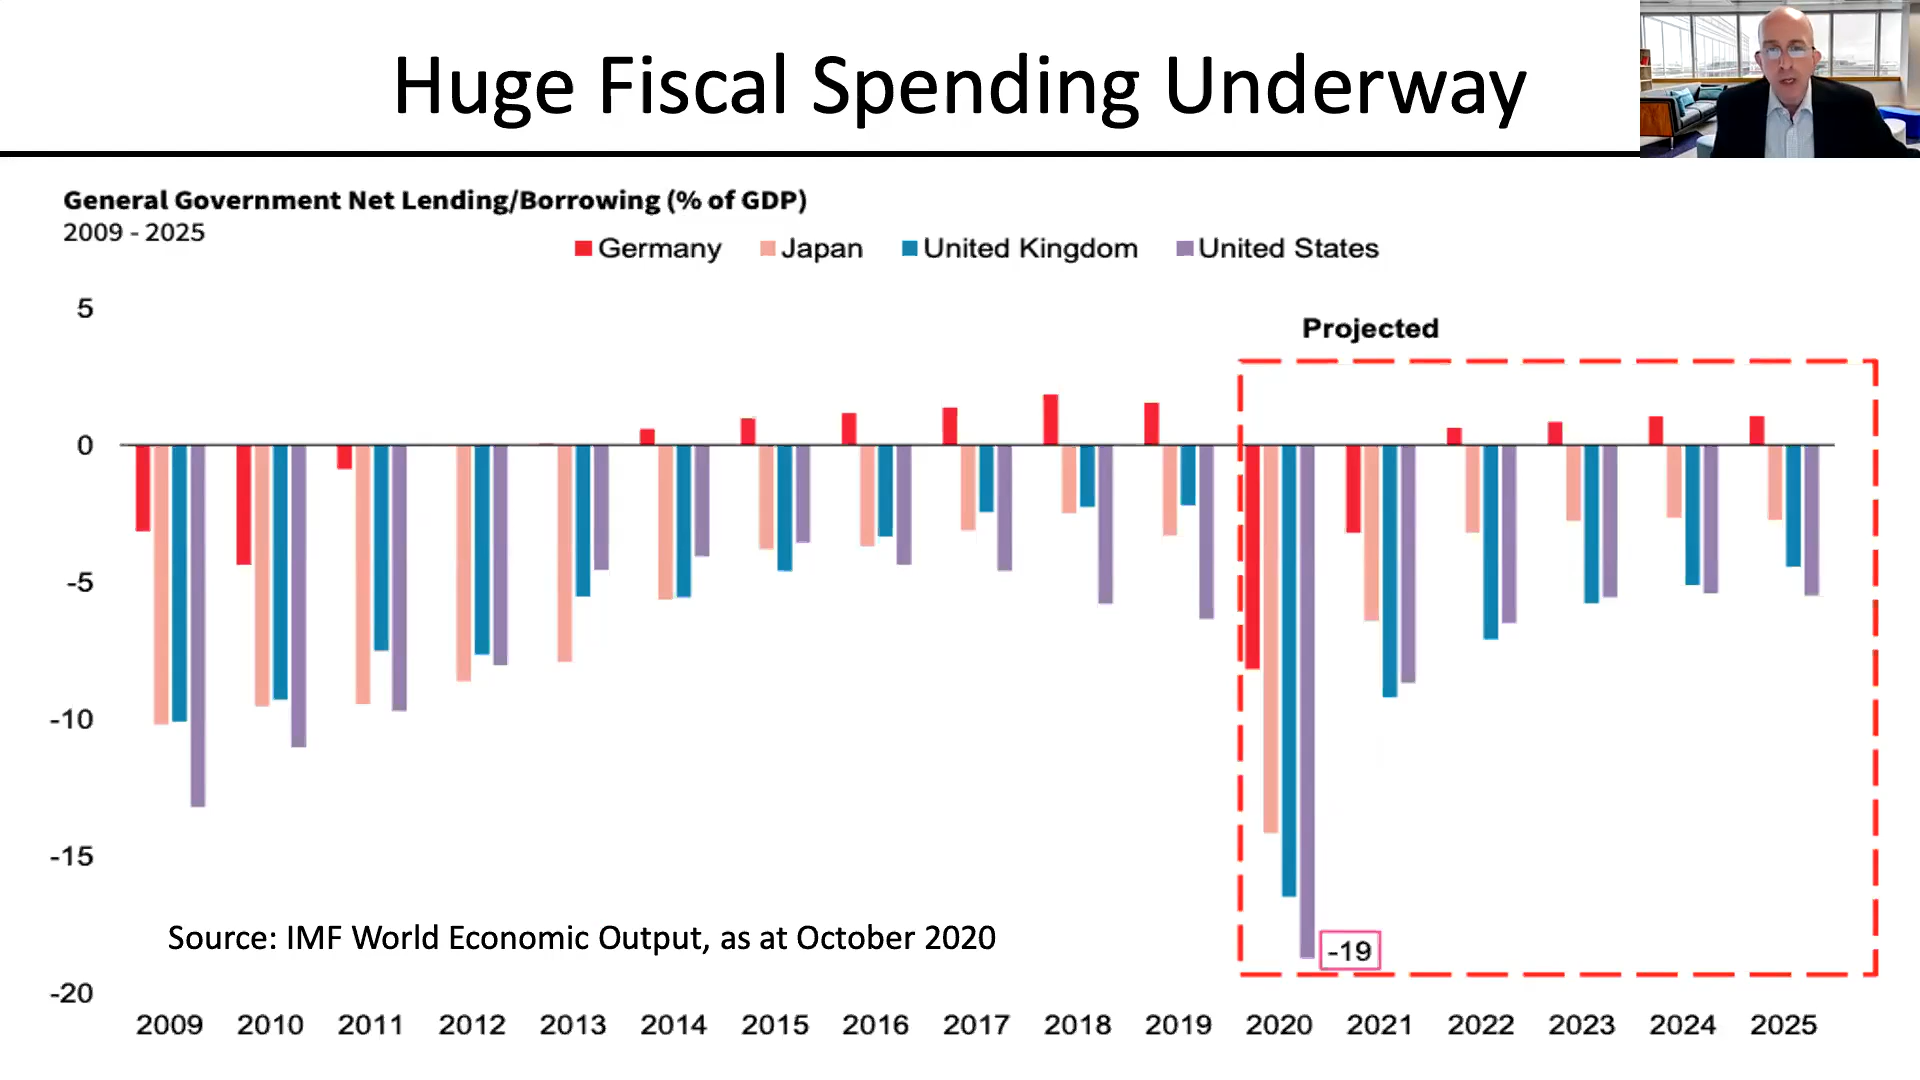 Huge Fiscal Spending Underway
General Government Net Lending/Borrowing (% of GDP)
2009 - 2025
Germany Japan United Kingdom United States
5
Projected
0
-5
-10
-15
Source: IMF World Economic Output, as at October 2020
-19
-20
2009 2010 2011 2012 2013 2014 2015 2016 2017 2018 2019 2020 2021 2022 2023 2024 2025